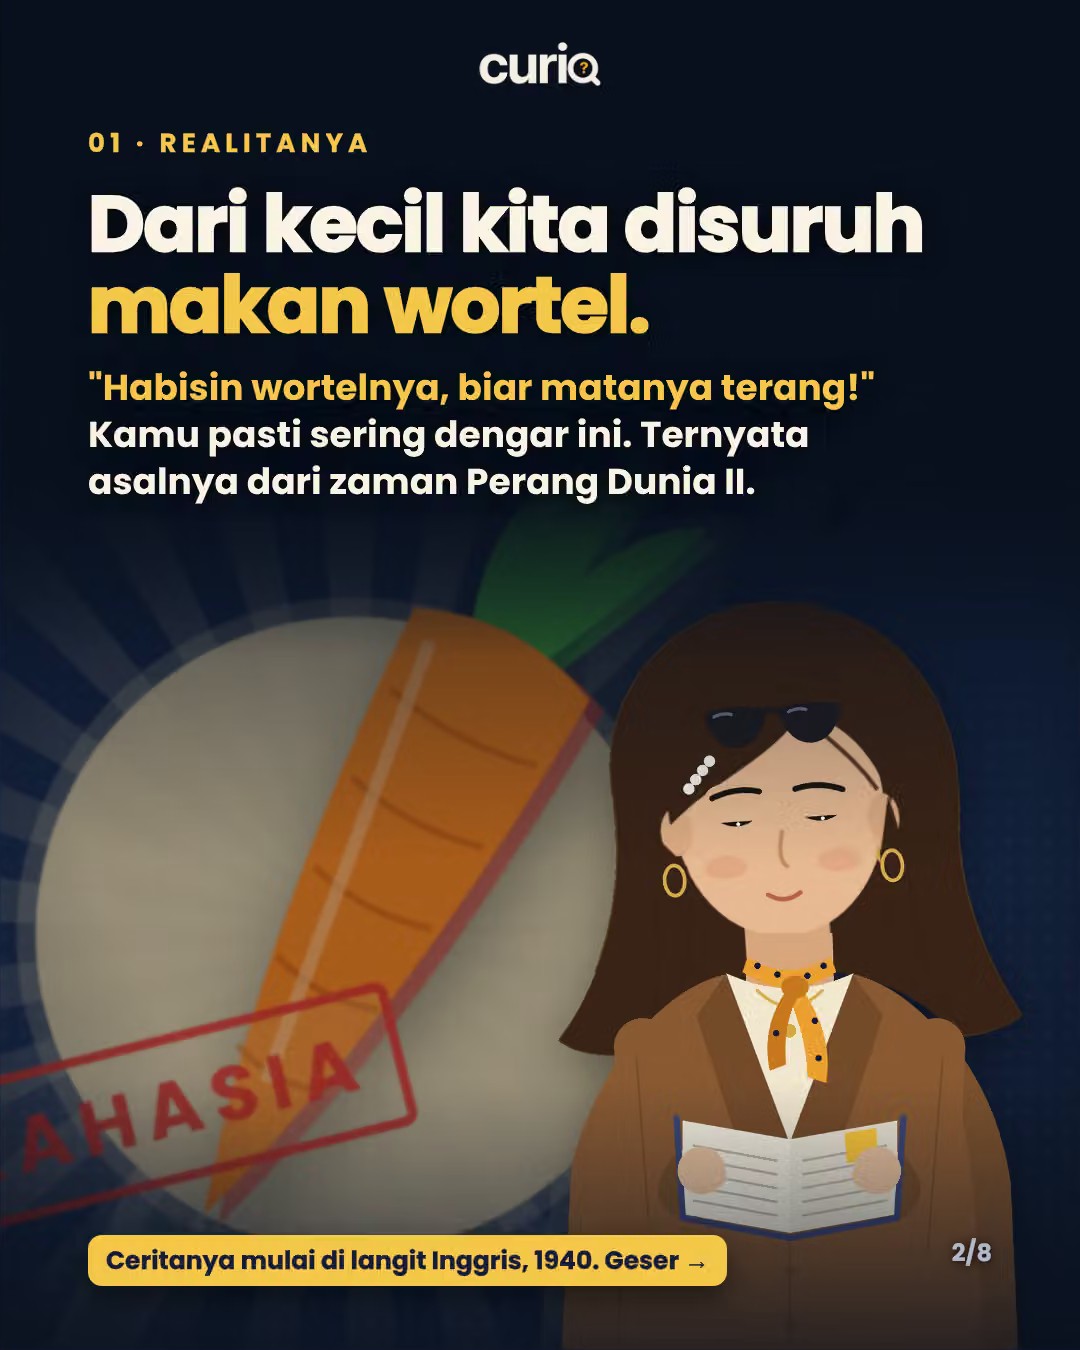 curio
01 · REALITANYA
Dari kecil kita disuruh
makan wortel.
"Habisin wortelnya, biar matanya terang!"
Kamu pasti sering dengar ini. Ternyata
asalnya dari zaman Perang Dunia II.
AHASIA
Ceritanya mulai di langit Inggris, 1940. Geser →
2/8